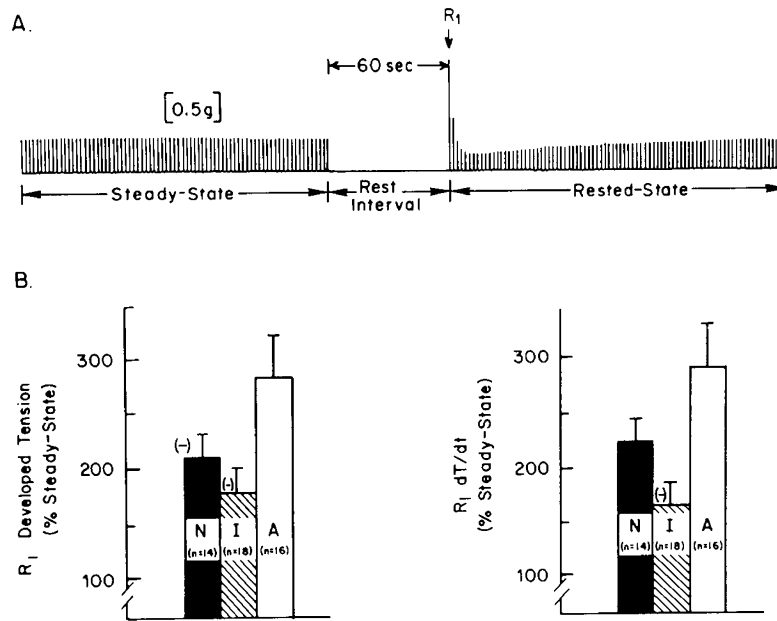 A.
R1
60 sec
[0.5g]
Steady-State
Rest
Interval
Rested-State
B.
R1 Developed Tension
(% Steady-State)
300
200
100
(-)
(-)
N
(n=14)
I
(n=18)
A
(n=16)
R1 dT/dt
(% Steady-State)
300
200
100
(-)
N
(n=14)
I
(n=18)
A
(n=16)